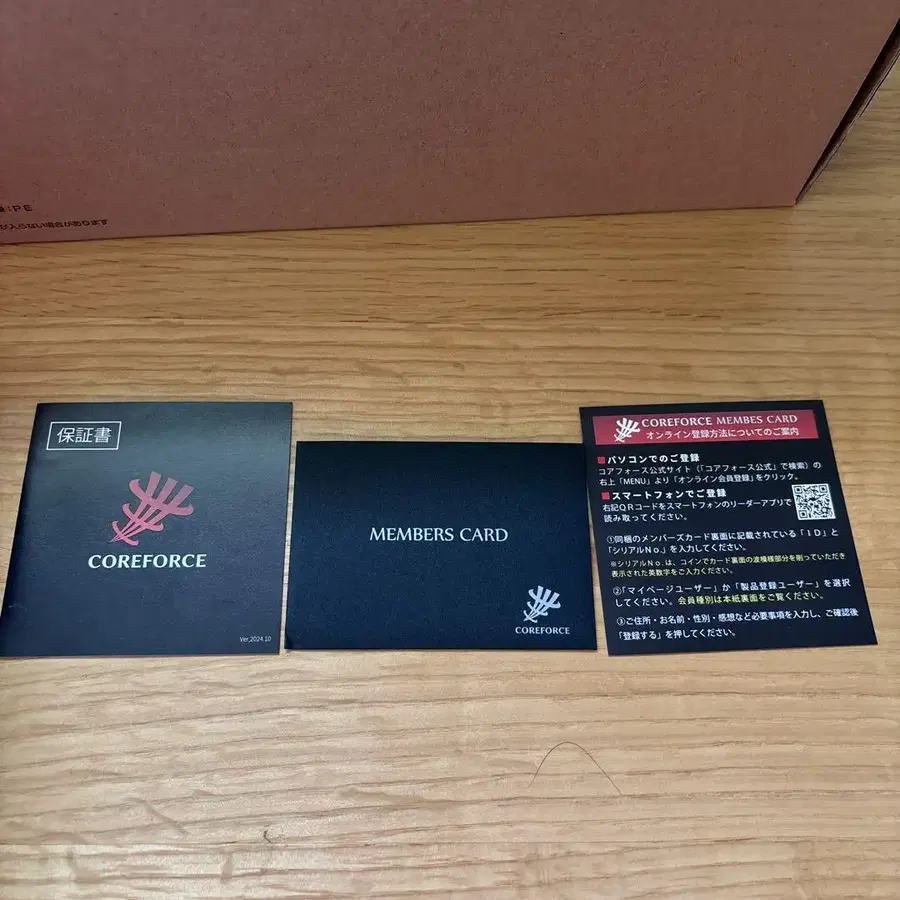 :PE
が入らない場合があります
保証書
COREFORCE
Ver,2024.10
MEMBERS CARD
COREFORCE
COREFORCE MEMBES CARD
オンライン登録方法についてのご案内
■パソコンでのご登録
コアフォース公式サイト（「コアフォース公式」で検索）の
右上「MENU」より「オンライン会員登録」をクリック。
■スマートフォンでご登録
右記QRコードをスマートフォンのリーダーアプリで
読み取ってください。
①同梱のメンバーズカード裏面に記載されている「ID」と
「シリアルNo.」を入力してください。
※シリアルNo.は、コインでカード裏面の波模様部分を削っていただき
表示された英数字をご入力ください。
②「マイページユーザー」か「製品登録ユーザー」を選択
してください。会員種別は本紙裏面をご覧ください。
③ご住所・お名前・性別・感想など必要事項を入力し、ご確認後
「登録する」を押してください。